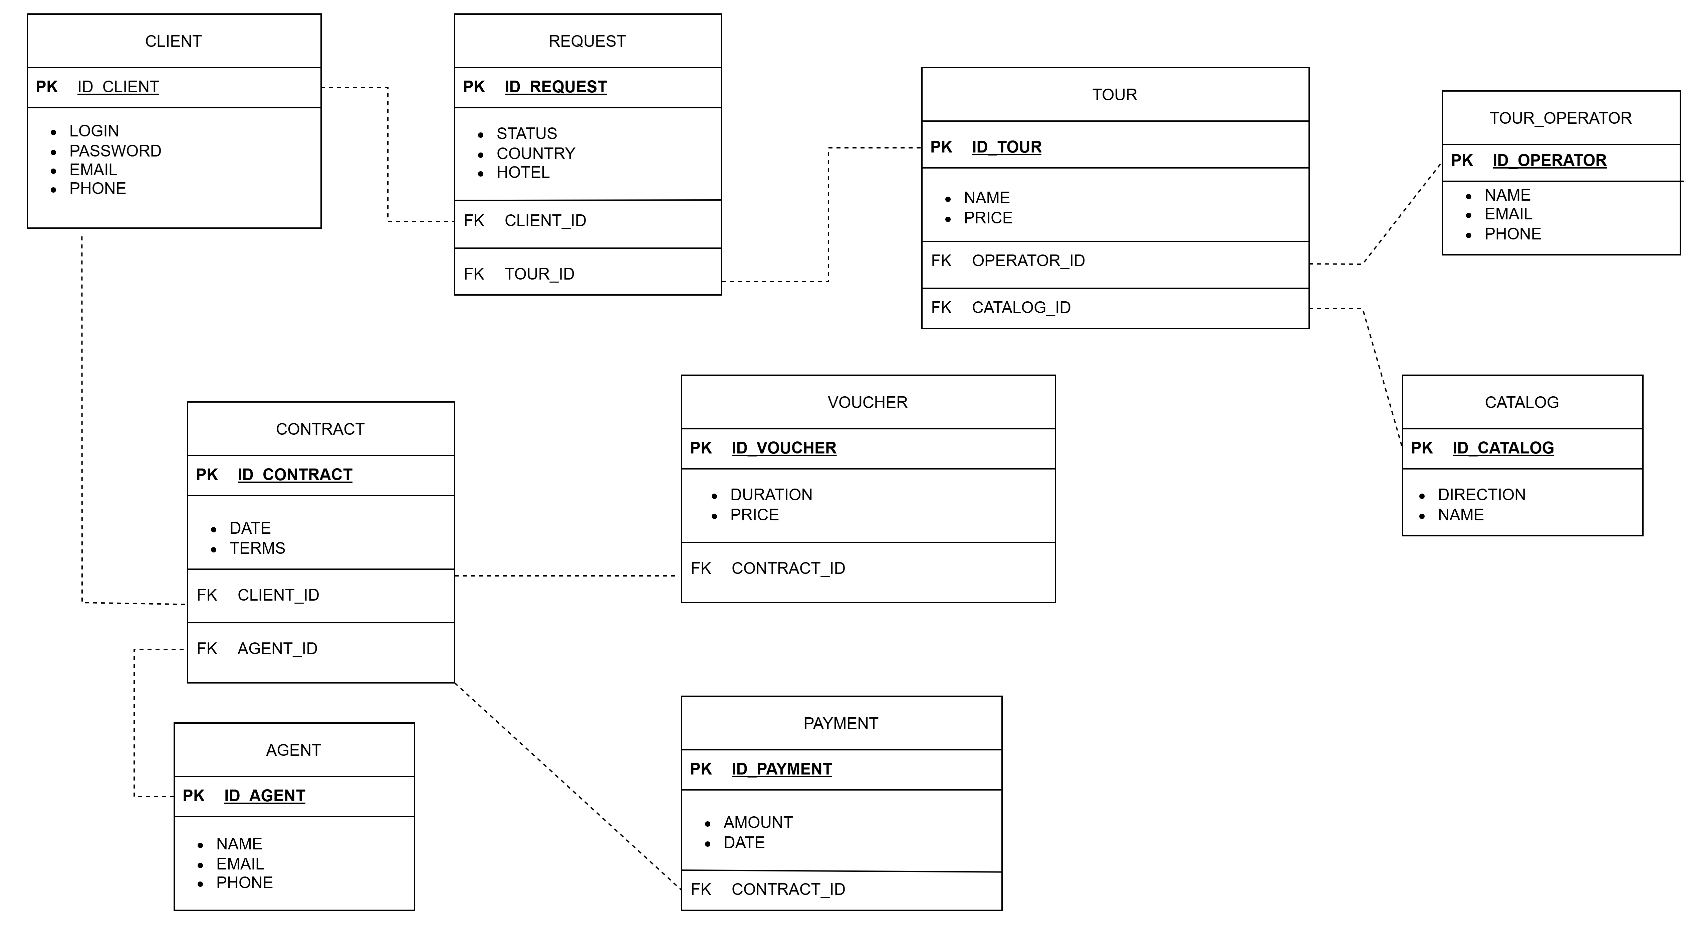 CLIENT
PK ID_CLIENT
LOGIN
PASSWORD
EMAIL
PHONE
REQUEST
PK ID_REQUEST
STATUS
COUNTRY
HOTEL
FK CLIENT_ID
FK TOUR_ID
TOUR
PK ID_TOUR
NAME
PRICE
FK OPERATOR_ID
FK CATALOG_ID
TOUR_OPERATOR
PK ID_OPERATOR
NAME
EMAIL
PHONE
CONTRACT
PK ID_CONTRACT
DATE
TERMS
FK CLIENT_ID
FK AGENT_ID
VOUCHER
PK ID_VOUCHER
DURATION
PRICE
FK CONTRACT_ID
CATALOG
PK ID_CATALOG
DIRECTION
NAME
AGENT
PK ID_AGENT
NAME
EMAIL
PHONE
PAYMENT
PK ID_PAYMENT
AMOUNT
DATE
FK CONTRACT_ID